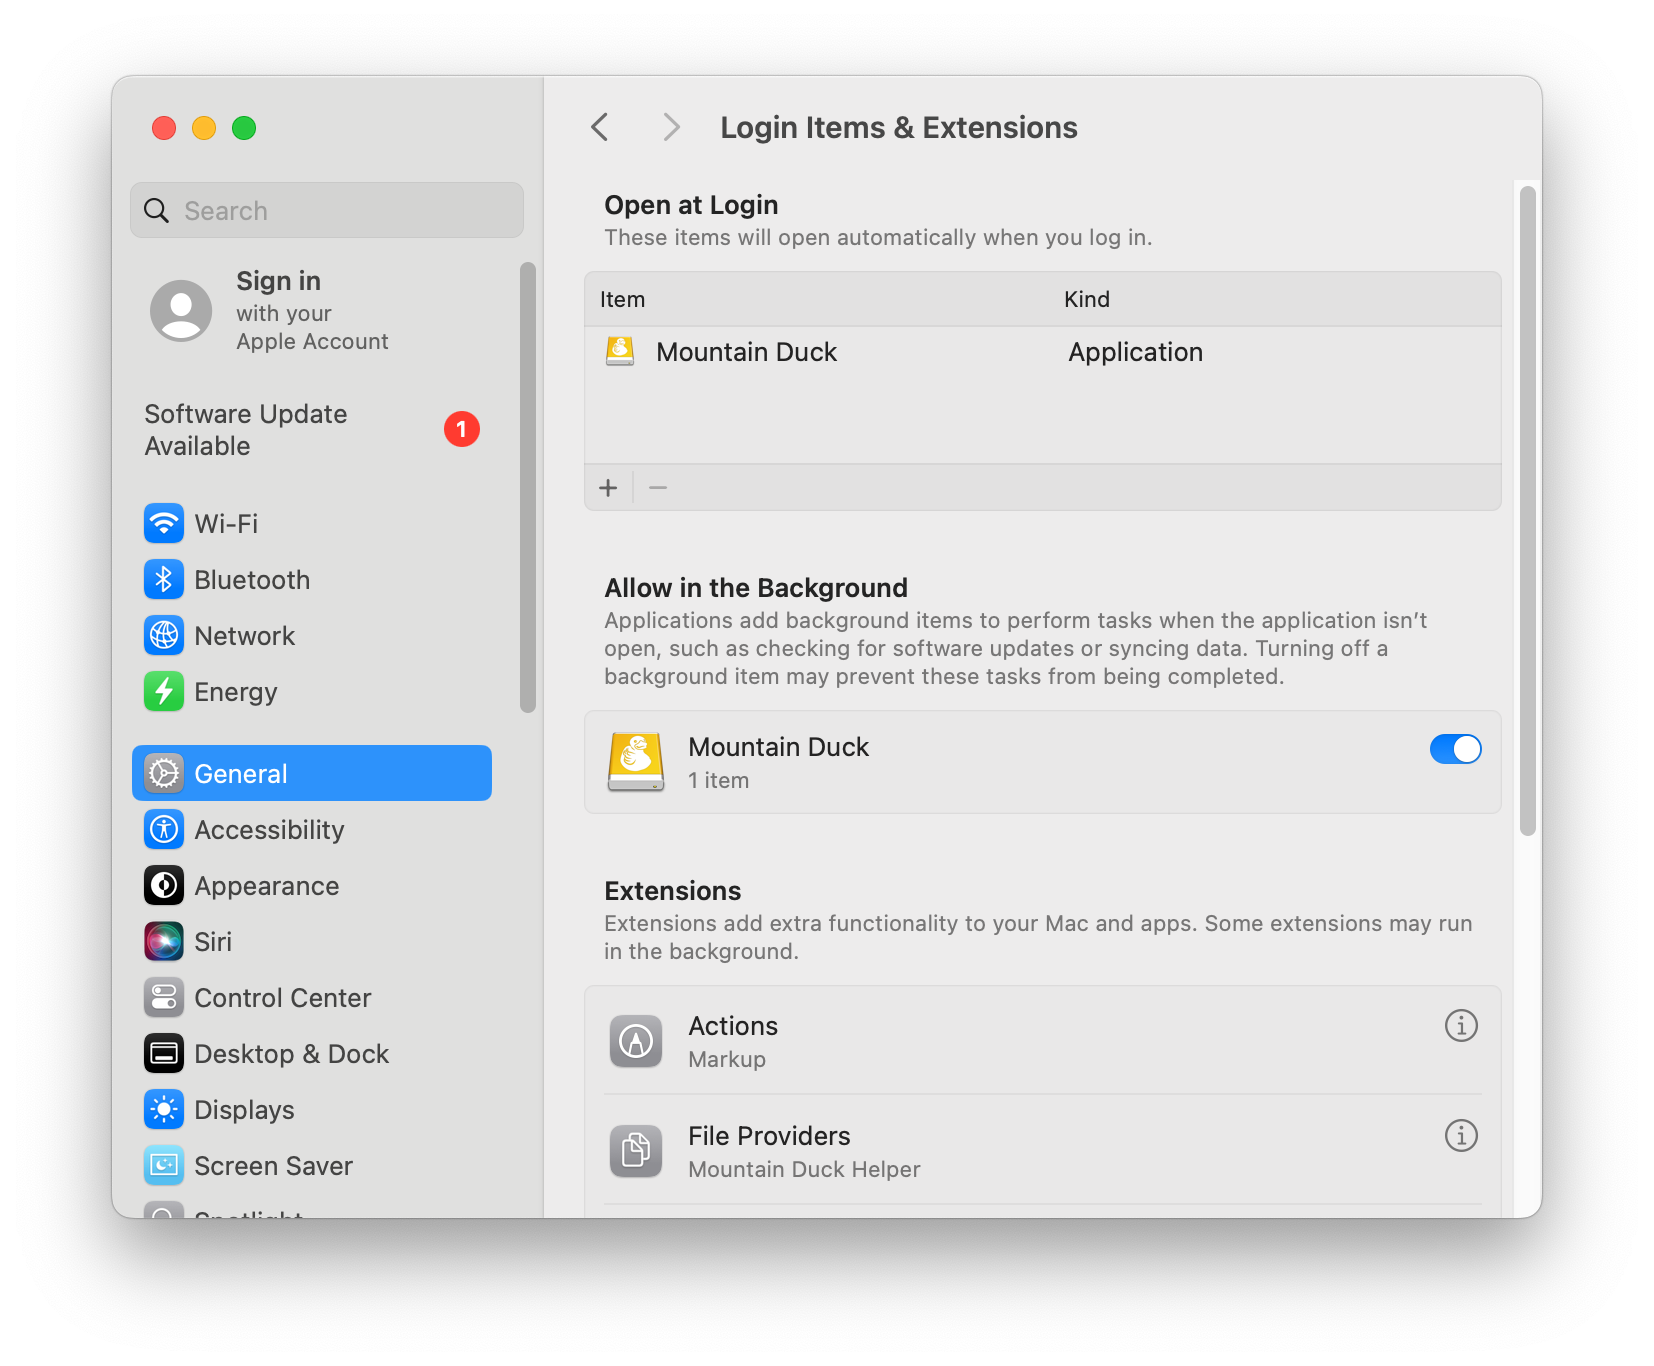 Search
Sign in
with your
Apple Account
Software Update
Available
1
Wi-Fi
Bluetooth
Network
Energy
General
Accessibility
Appearance
Siri
Control Center
Desktop & Dock
Displays
Screen Saver
Spotlight
Login Items & Extensions
Open at Login
These items will open automatically when you log in.
Item Kind
Mountain Duck Application
Allow in the Background
Applications add background items to perform tasks when the application isn’t
open, such as checking for software updates or syncing data. Turning off a
background item may prevent these tasks from being completed.
Mountain Duck
1 item
Extensions
Extensions add extra functionality to your Mac and apps. Some extensions may run
in the background.
Actions
Markup
File Providers
Mountain Duck Helper